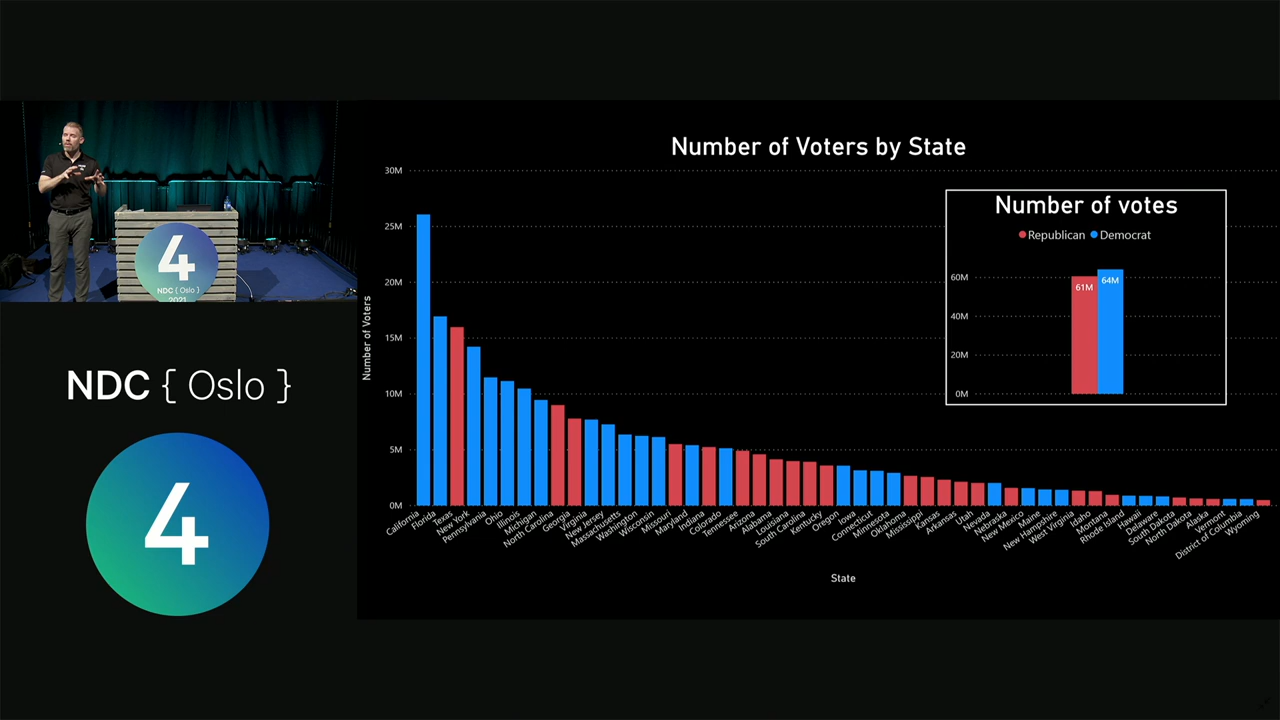 4
NDC { Oslo }
2021
NDC { Oslo }
4
Number of Voters by State
Number of Voters
30M
25M
20M
15M
10M
5M
0M
California
Florida
Texas
New York
Pennsylvania
Ohio
Illinois
Michigan
North Carolina
Georgia
Virginia
New Jersey
Massachusetts
Washington
Wisconsin
Missouri
Maryland
Indiana
Colorado
Tennessee
Arizona
Alabama
Louisiana
South Carolina
Kentucky
Oregon
Iowa
Connecticut
Minnesota
Oklahoma
Mississippi
Kansas
Arkansas
Utah
Nevada
Nebraska
New Mexico
Maine
New Hampshire
West Virginia
Idaho
Montana
Rhode Island
Hawaii
Delaware
South Dakota
North Dakota
Alaska
Vermont
District of Columbia
Wyoming
State
Number of votes
Republican Democrat
60M
40M
20M
0M
61M
64M